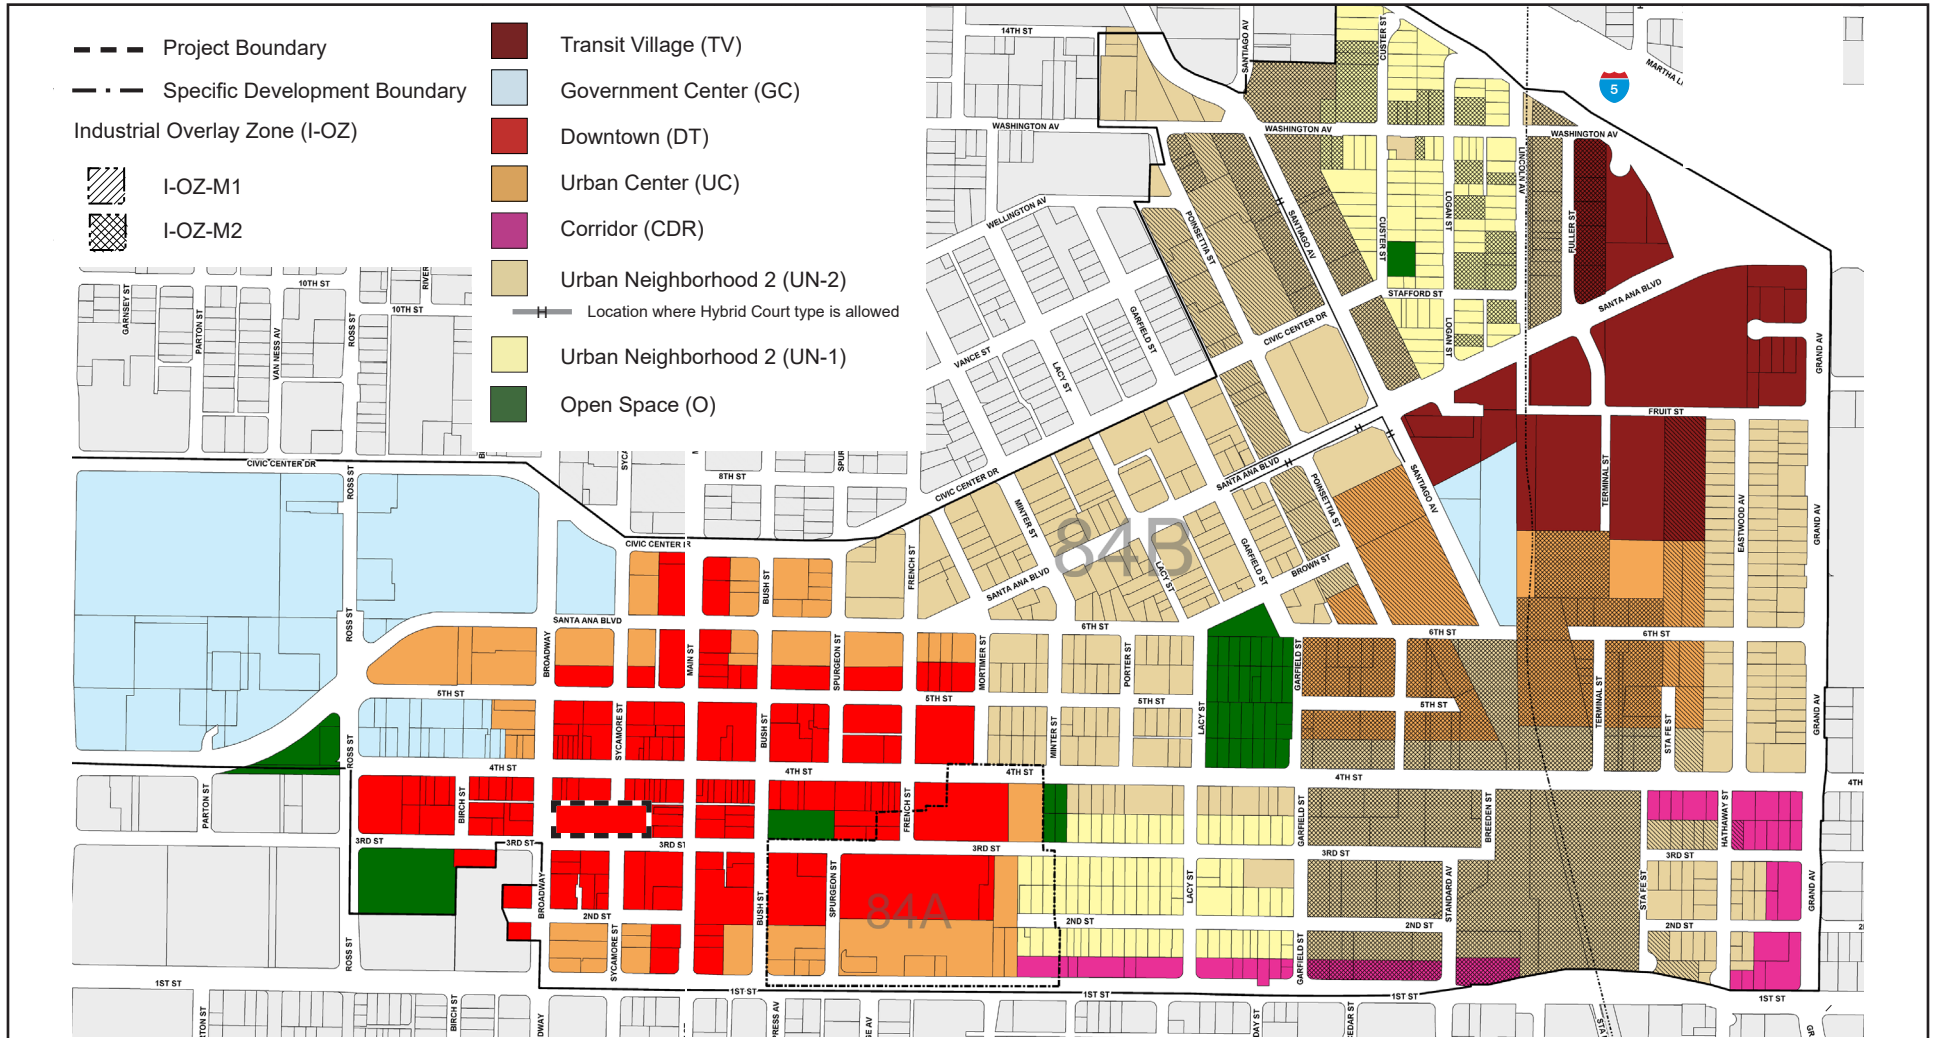 Project Boundary
Specific Development Boundary
Industrial Overlay Zone (I-OZ)
I-OZ-M1
I-OZ-M2
Transit Village (TV)
Government Center (GC)
Downtown (DT)
Urban Center (UC)
Corridor (CDR)
Urban Neighborhood 2 (UN-2)
H
Location where Hybrid Court type is allowed
Urban Neighborhood 2 (UN-1)
Open Space (O)
14TH ST
SANTIAGO AV
CUSTER ST
MARTHA
5
WASHINGTON AV
WASHINGTON AV
WASHINGTON AV
LINCOLN AV
WELLINGTON AV
POINSETTIA ST
H
SANTIAGO AV
CUSTER ST
LOGAN ST
FULLER ST
STAFFORD ST
SANTA ANA BLVD
10TH ST
RIVER
10TH ST
GARNSEY ST
PARTON ST
VAN NESS AV
ROSS ST
GARFIELD ST
CIVIC CENTER DR
LOGAN ST
VANCE ST
LACY ST
GRAND AV
FRUIT ST
CIVIC CENTER DR
ROSS ST
SYCA
SPUR
8TH ST
CIVIC CENTER DR
MINTER ST
SANTA ANA BLVD
H
H
H
POINSETTIA ST
SANTIAGO AV
TERMINAL ST
EASTWOOD AV
GRAND AV
84B
CIVIC CENTER
FRENCH ST
BUSH ST
SANTA ANA BLVD
LACY ST
GARFIELD ST
BROWN ST
ROSS ST
SANTA ANA BLVD
6TH ST
6TH ST
6TH ST
BROADWAY
MAIN ST
SPURGEON ST
MORTIMER ST
PORTER ST
GARFIELD ST
5TH ST
5TH ST
5TH ST
5TH ST
ROSS ST
SYCAMORE ST
BUSH ST
MINTER ST
LACY ST
TERMINAL ST
STA FE ST
GRAND AV
4TH ST
4TH ST
4TH ST
4TH ST
4TH
PARTON ST
BIRCH ST
FRENCH ST
GARFIELD ST
BREEDEN ST
HATHAWAY ST
3RD ST
3RD ST
3RD ST
3RD ST
3RD ST
3RD ST
BROADWAY
BUSH ST
SPURGEON ST
84A
LACY ST
STANDARD AV
STA FE ST
GRAND AV
2ND ST
2ND ST
2ND ST
2ND ST
ROSS ST
SYCAMORE ST
GARFIELD ST
1ST ST
1ST ST
1ST ST
1ST ST
1ST ST
BIRCH ST